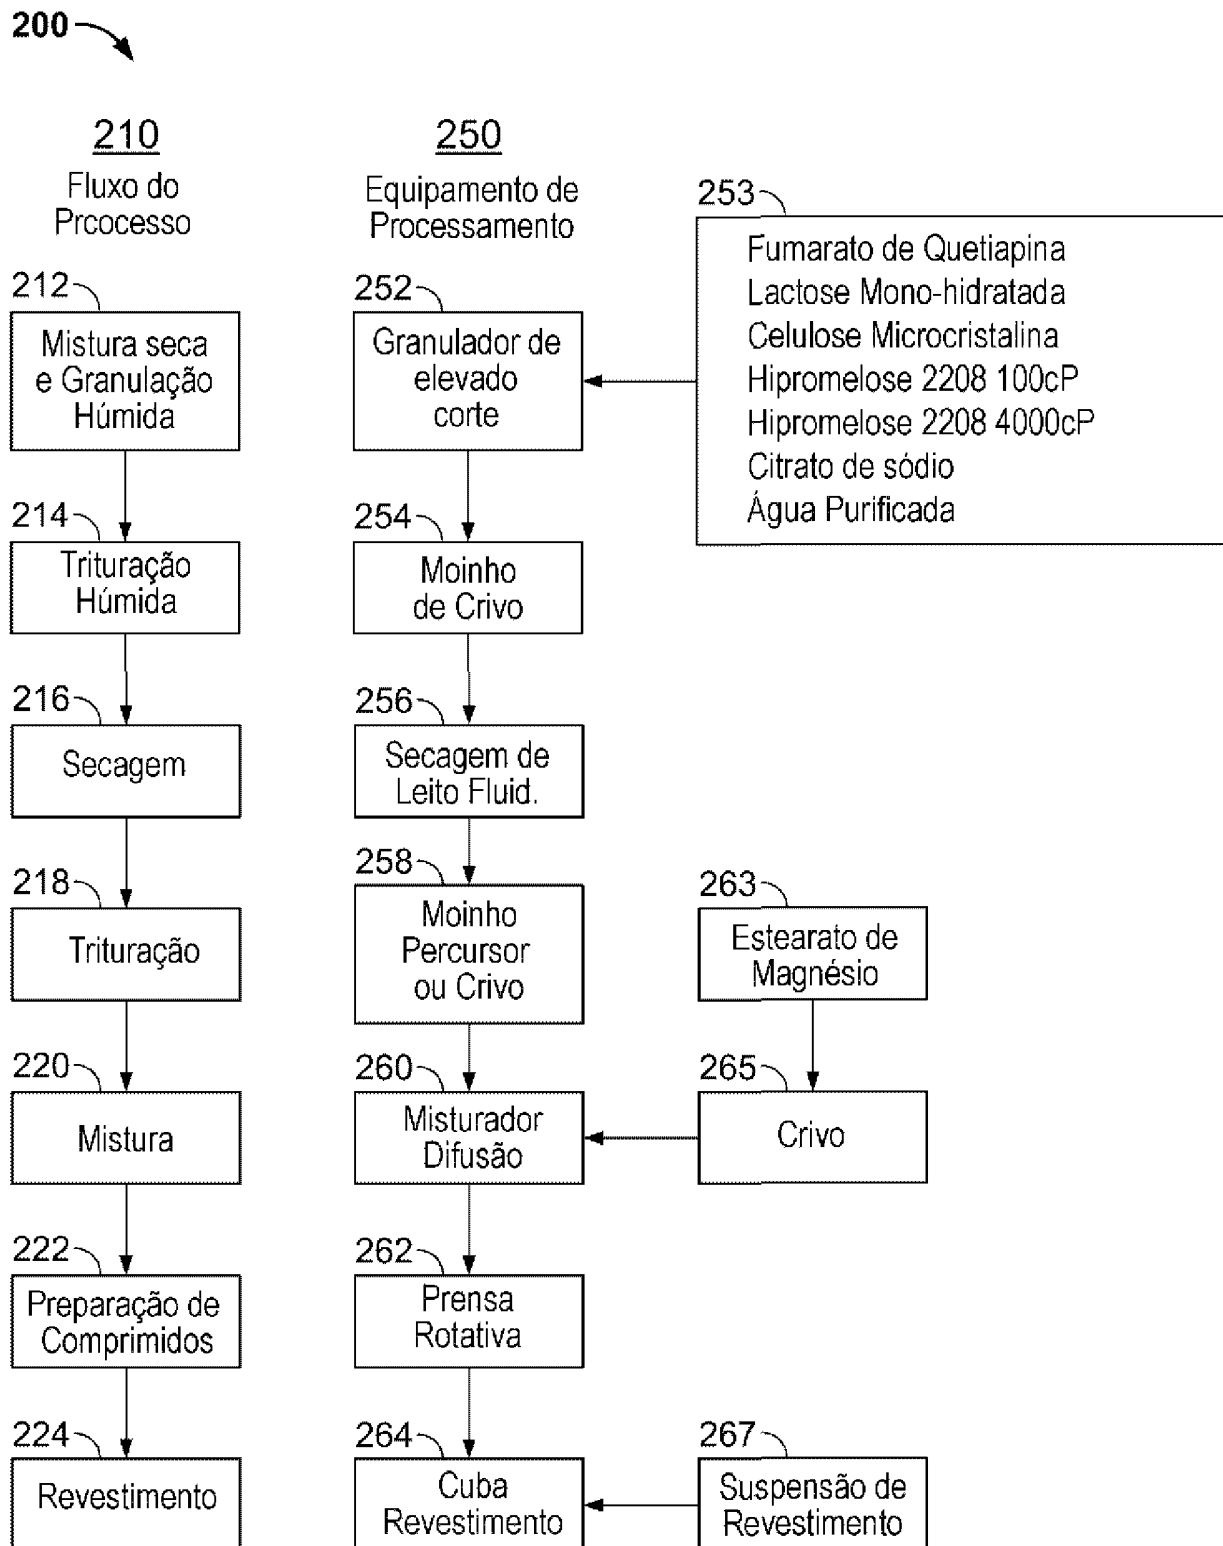 200
210
Fluxo do
Prcocesso
250
Equipamento de
Processamento
253
Fumarato de Quetiapina
Lactose Mono-hidratada
Celulose Microcristalina
Hipromelose 2208 100cP
Hipromelose 2208 4000cP
Citrato de sódio
Água Purificada
212
Mistura seca
e Granulação
Húmida
252
Granulador de
elevado
corte
214
Trituração
Húmida
254
Moinho
de Crivo
216
Secagem
256
Secagem de
Leito Fluid.
218
Trituração
258
Moinho
Percursor
ou Crivo
263
Estearato de
Magnésio
220
Mistura
260
Misturador
Difusão
265
Crivo
222
Preparação de
Comprimidos
262
Prensa
Rotativa
224
Revestimento
264
Cuba
Revestimento
267
Suspensão de
Revestimento